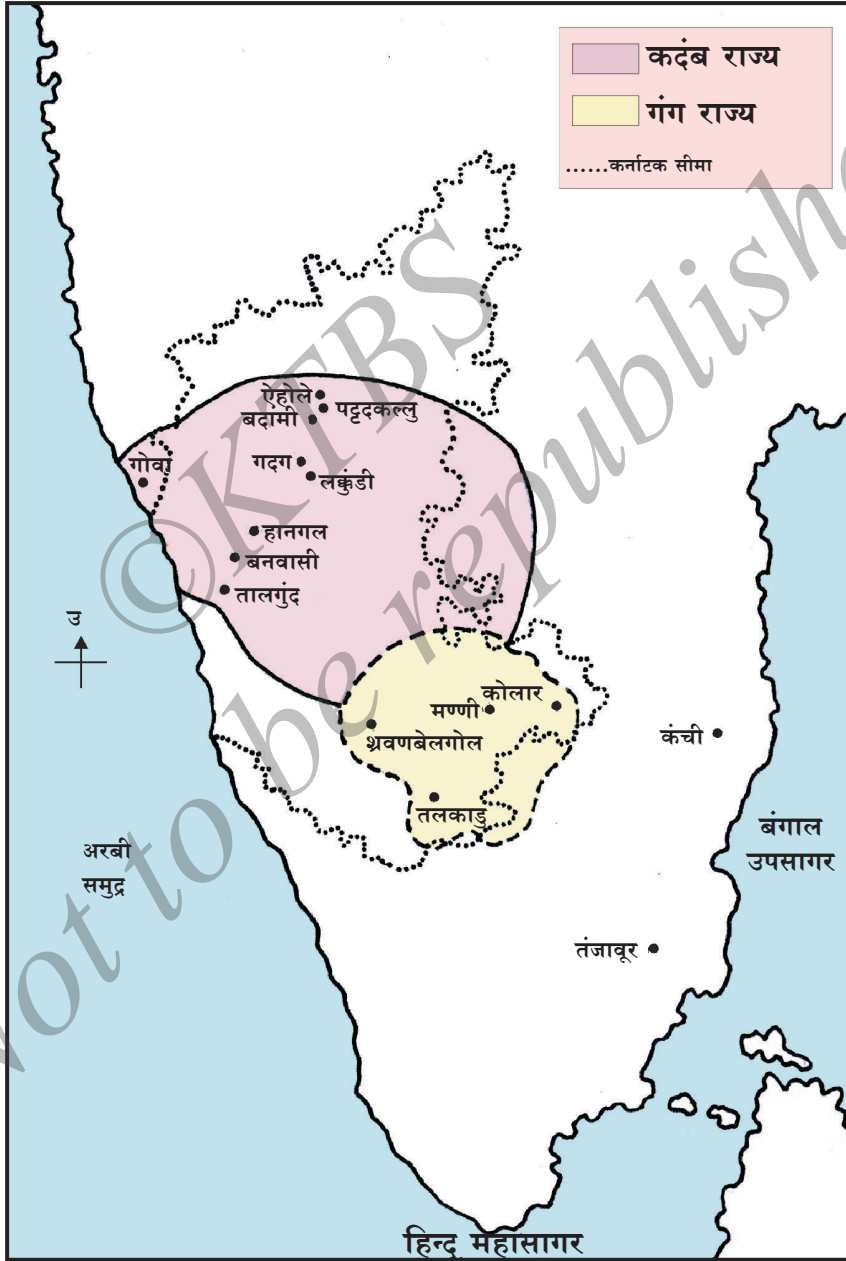 कदंब राज्य
गंग राज्य
......कर्नाटक सीमा
ऐहोले
पट्टदकल्लु
बदामी
गोवा
गदग
लक्कुंडी
हानगल
बनवासी
तालगुंद
उ
कोलार
मण्णी
श्रवणबेलगोल
कंची
तलकाडु
बंगाल
उपसागर
अरबी
समुद्र
तंजावूर
हिन्द महासागर
©KTBS
Not to be republishe